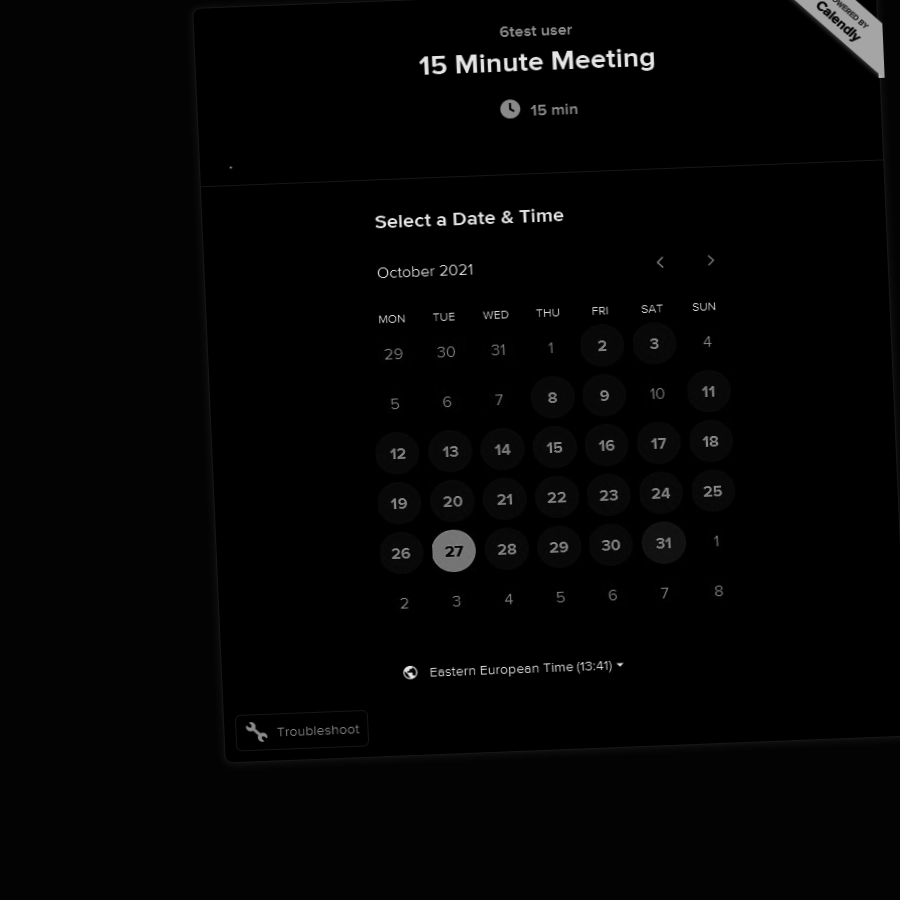 6test user
15 Minute Meeting
15 min
POWERED BY
Calendly
Select a Date & Time
October 2021
MON TUE WED THU FRI SAT SUN
29 30 31 1 2 3 4
5 6 7 8 9 10 11
12 13 14 15 16 17 18
19 20 21 22 23 24 25
26 27 28 29 30 31 1
2 3 4 5 6 7 8
Eastern European Time (13:41)
Troubleshoot